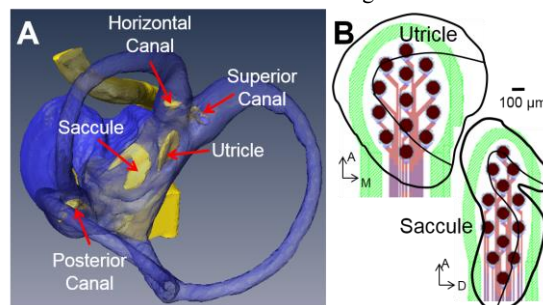 A
Horizontal
Canal
Superior
Canal
Saccule
Utricle
Posterior
Canal
B
Utricle
100 µm
A
M
Saccule
A
D